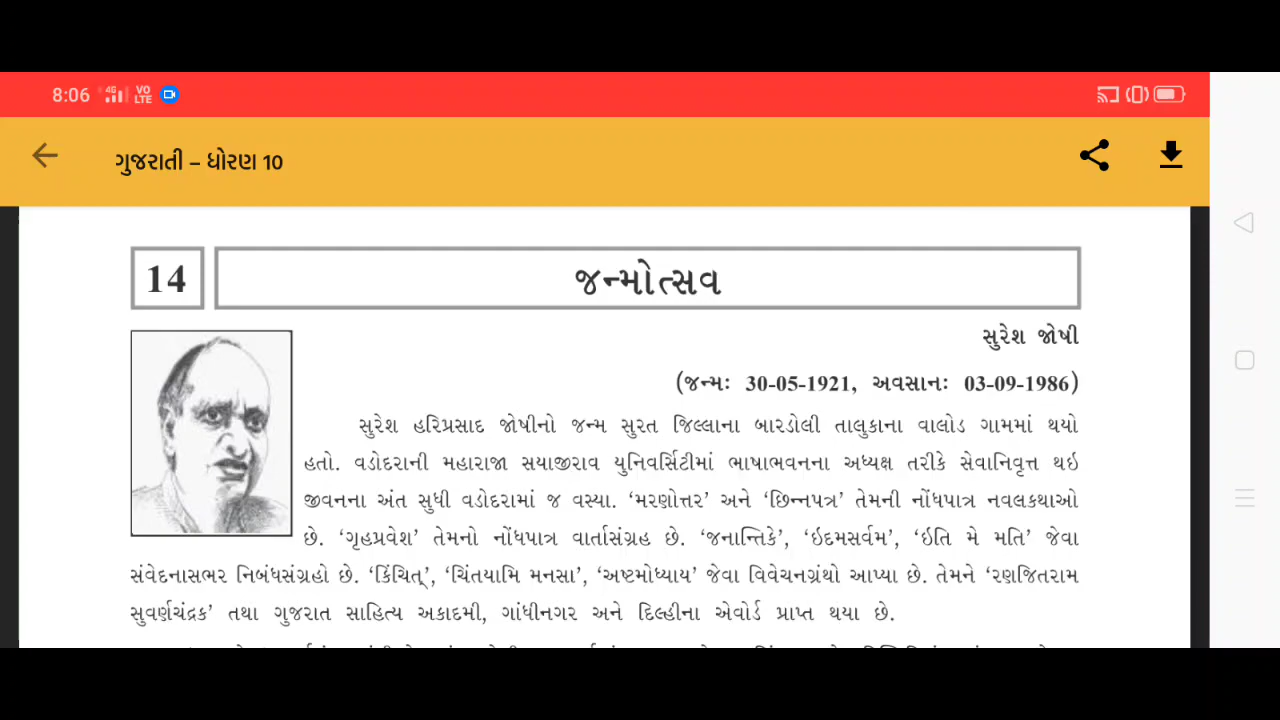 8:06 4G VO LTE
ગુજરાતી – ધોરણ 10
14 જન્મોત્સવ
સુરેશ જોષી
(જન્મઃ 30-05-1921, અવસાનઃ 03-09-1986)
સુરેશ હરિપ્રસાદ જોષીનો જન્મ સુરત જિલ્લાના બારડોલી તાલુકાના વાલોડ ગામમાં થયો
હતો. વડોદરાની મહારાજા સયાજીરાવ યુનિવર્સિટીમાં ભાષાભવનના અધ્યક્ષ તરીકે સેવાનિવૃત્ત થઇ
જીવનના અંત સુધી વડોદરામાં જ વસ્યા. ‘મરણોત્તર’ અને ‘છિન્નપત્ર’ તેમની નોંધપાત્ર નવલકથાઓ
છે. ‘ગૃહપ્રવેશ’ તેમનો નોંધપાત્ર વાર્તાસંગ્રહ છે. ‘જનાન્તિકે’, ‘ઇદમસર્વમ’, ‘ઇતિ મે મતિ’ જેવા
સંવેદનાસભર નિબંધસંગ્રહો છે. ‘કિંચિત્’, ‘ચિંતયામિ મનસા’, ‘અષ્ટમોધ્યાય’ જેવા વિવેચનગ્રંથો આપ્યા છે. તેમને ‘રણજિતરામ
સુવર્ણચંદ્રક’ તથા ગુજરાત સાહિત્ય અકાદમી, ગાંધીનગર અને દિલ્હીના એવોર્ડ પ્રાપ્ત થયા છે.